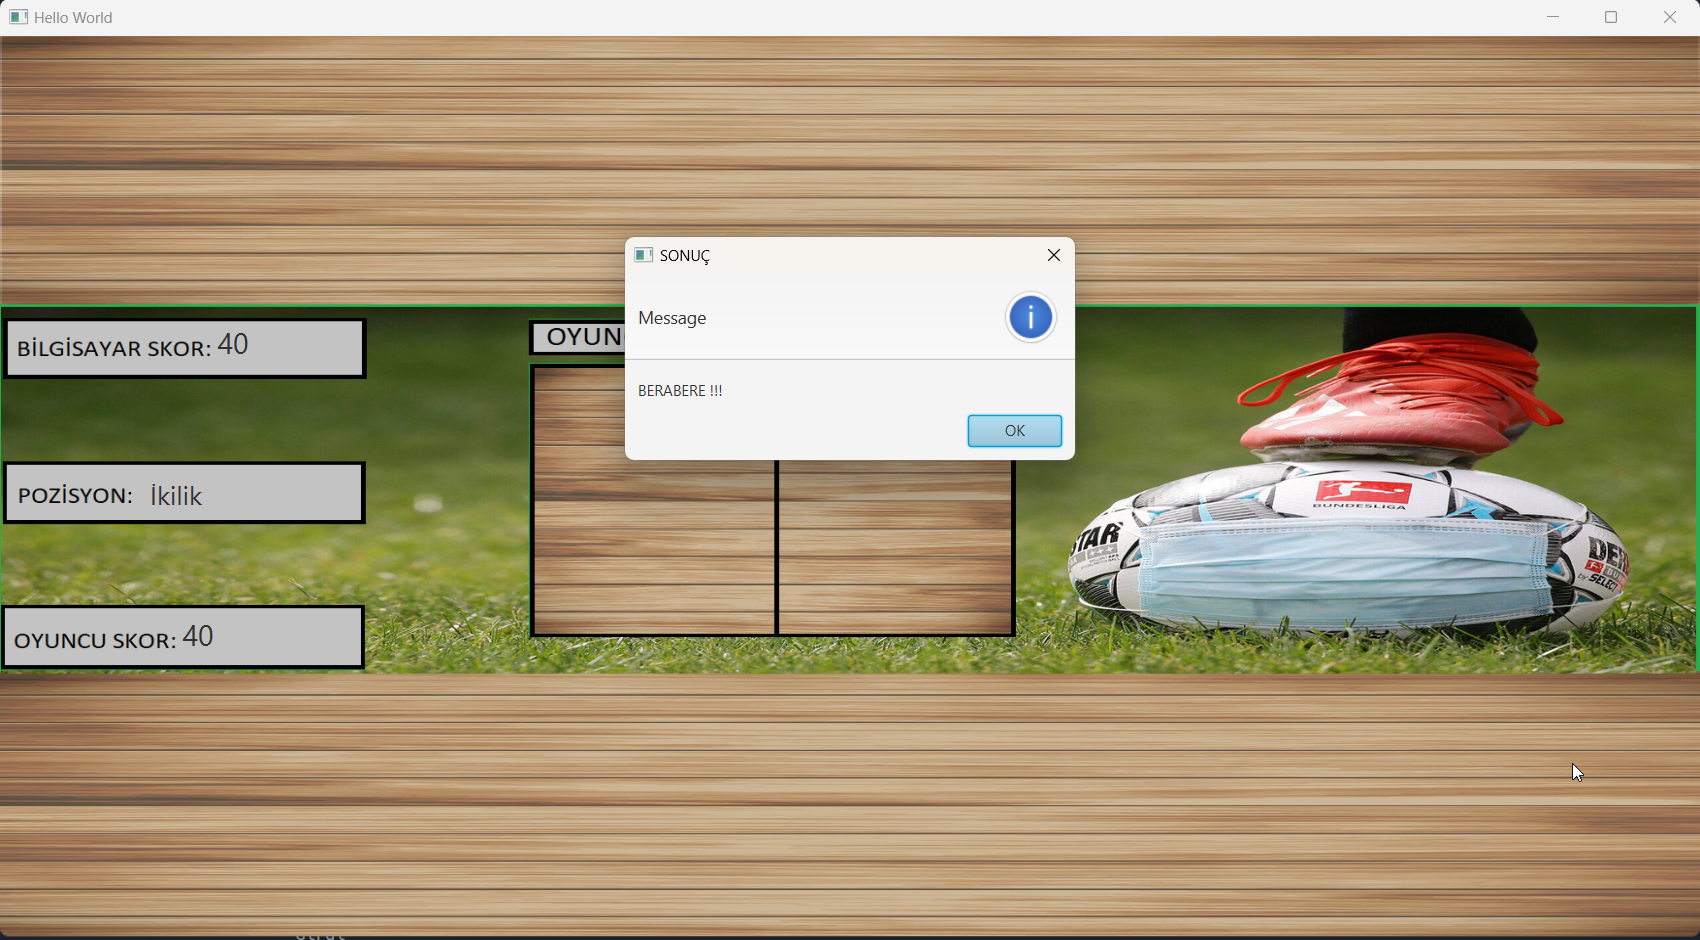 Hello World
SONUÇ
Message
i
BERABERE !!!
OK
BİLGİSAYAR SKOR: 40
OYUN
POZİSYON: İkilik
OYUNCU SKOR: 40
BUNDESLIGA
STAR
DER
SELECT